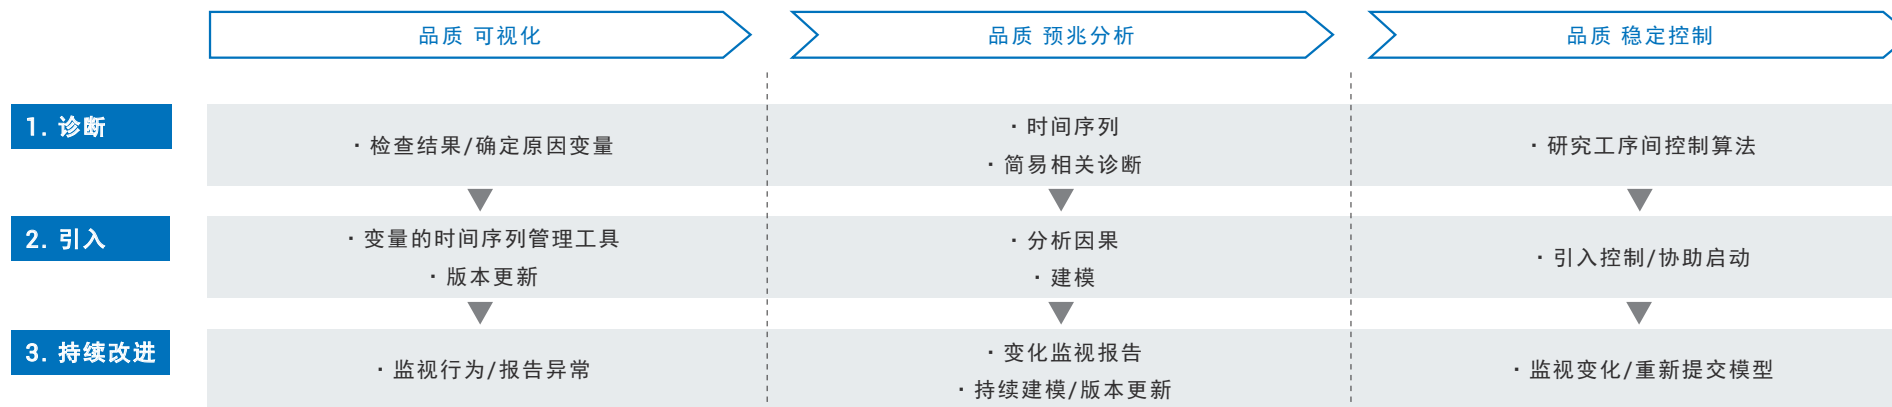 品质 可视化
品质 预兆分析
品质 稳定控制
1. 诊断
· 检查结果/确定原因变量
· 时间序列
· 简易相关诊断
· 研究工序间控制算法
2. 引入
· 变量的时间序列管理工具
· 版本更新
· 分析因果
· 建模
· 引入控制/协助启动
3. 持续改进
· 监视行为/报告异常
· 变化监视报告
· 持续建模/版本更新
· 监视变化/重新提交模型